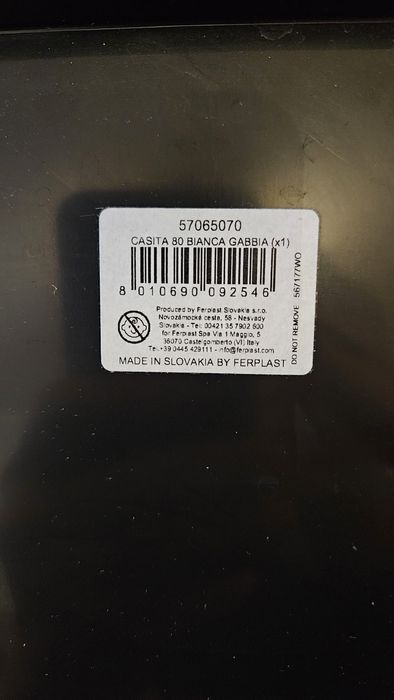 57065070
CASITA 80 BIANCA GABBIA (x1)
8 010690 092546
Produced by Ferplast Slovakia s.r.o.
Novozámocká cesta, 58 - Nesvady
Slovakia - Tel: 00421 35 7902 600
for Ferplast Spa Via 1 Maggio, 5
36070 Castelgomberto (VI) Italy
Tel.+39 0445 429111 - info@ferplast.com
MADE IN SLOVAKIA BY FERPLAST
DO NOT REMOVE 567177WO